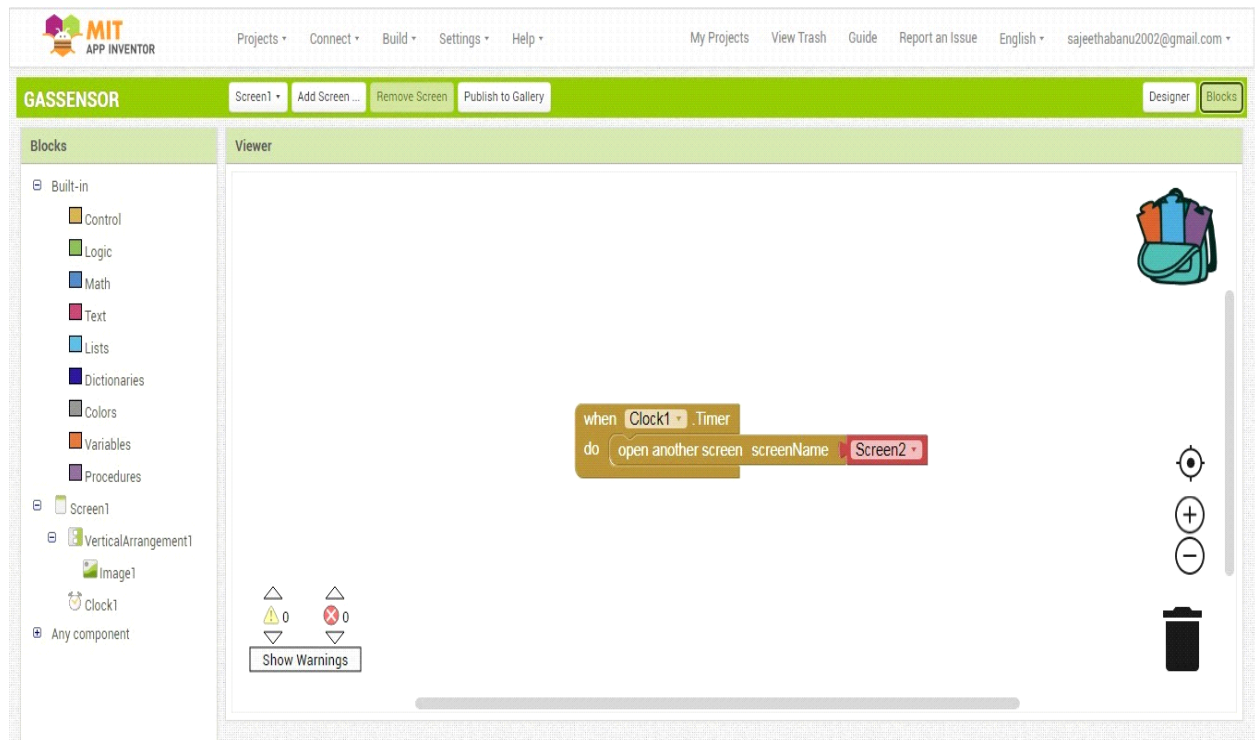 MIT
APP INVENTOR
Projects Connect Build Settings Help My Projects View Trash Guide Report an Issue English sajeethabanu2002@gmail.com
GASSENSOR Screen1 Add Screen ... Remove Screen Publish to Gallery Designer Blocks
Blocks Viewer
Built-in
Control
Logic
Math
Text
Lists
Dictionaries
Colors
Variables
Procedures
Screen1
VerticalArrangement1
Image1
Clock1
Any component
when Clock1 .Timer
do open another screen screenName Screen2
0 0
Show Warnings